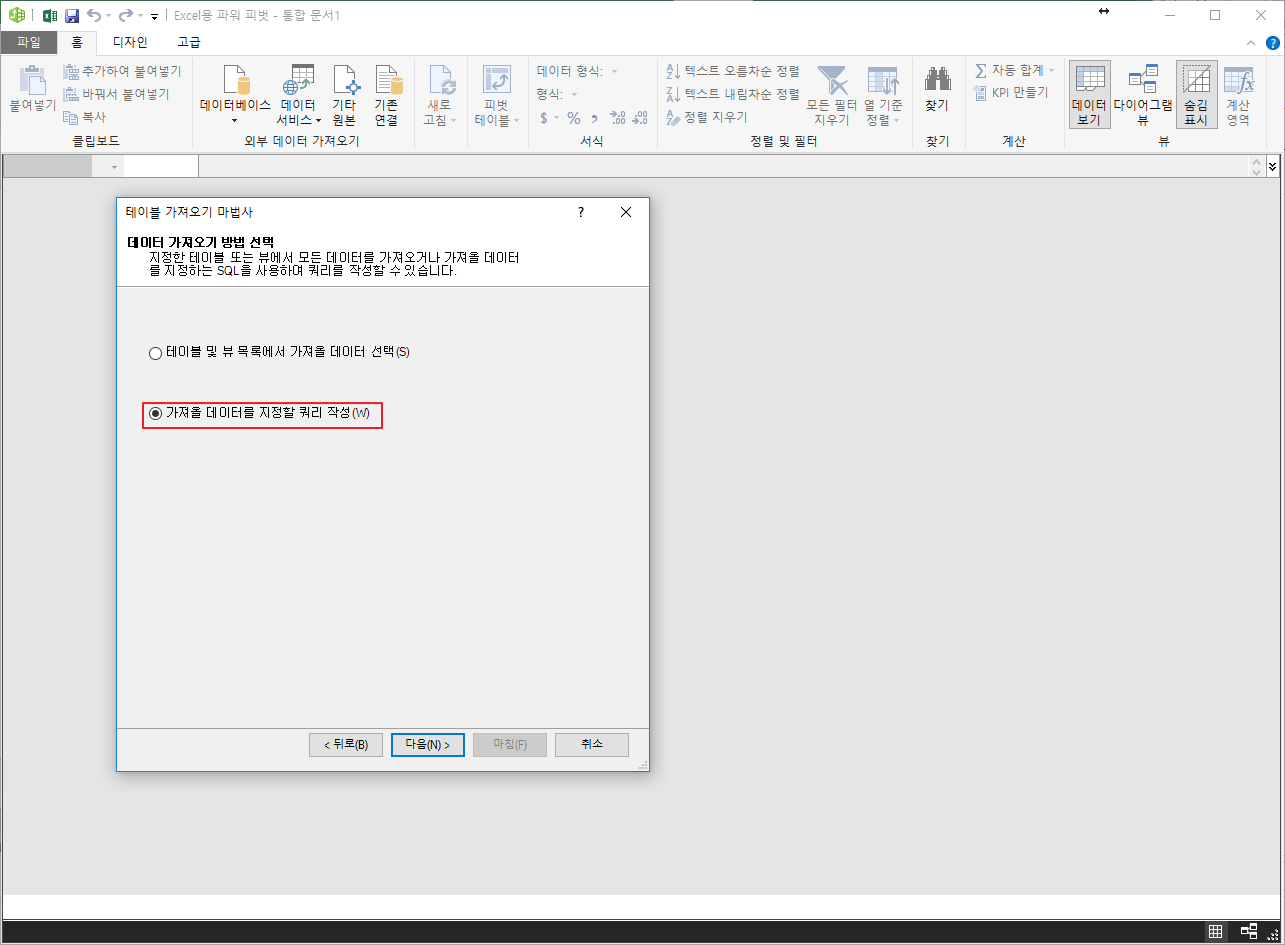 Excel용 파워 피벗 - 통합 문서1
파일 홈 디자인 고급
붙여넣기
추가하여 붙여넣기
바꿔서 붙여넣기
복사
클립보드
데이터베이스
데이터
서비스
기타
원본
기존
연결
외부 데이터 가져오기
새로
고침
피벗
테이블
데이터 형식:
형식:
$ % , .00 .00
서식
텍스트 오름차순 정렬
텍스트 내림차순 정렬
정렬 지우기
모든 필터
지우기
열 기준
정렬
정렬 및 필터
찾기
찾기
∑ 자동 합계
KPI 만들기
계산
데이터
보기
다이어그램
뷰
숨김
표시
계산
영역
뷰
테이블 가져오기 마법사 ?
데이터 가져오기 방법 선택
지정한 테이블 또는 뷰에서 모든 데이터를 가져오거나 가져올 데이터
를 지정하는 SQL을 사용하여 쿼리를 작성할 수 있습니다.
테이블 및 뷰 목록에서 가져올 데이터 선택(S)
가져올 데이터를 지정할 쿼리 작성(W)
< 뒤로(B) 다음(N) > 마침(F) 취소